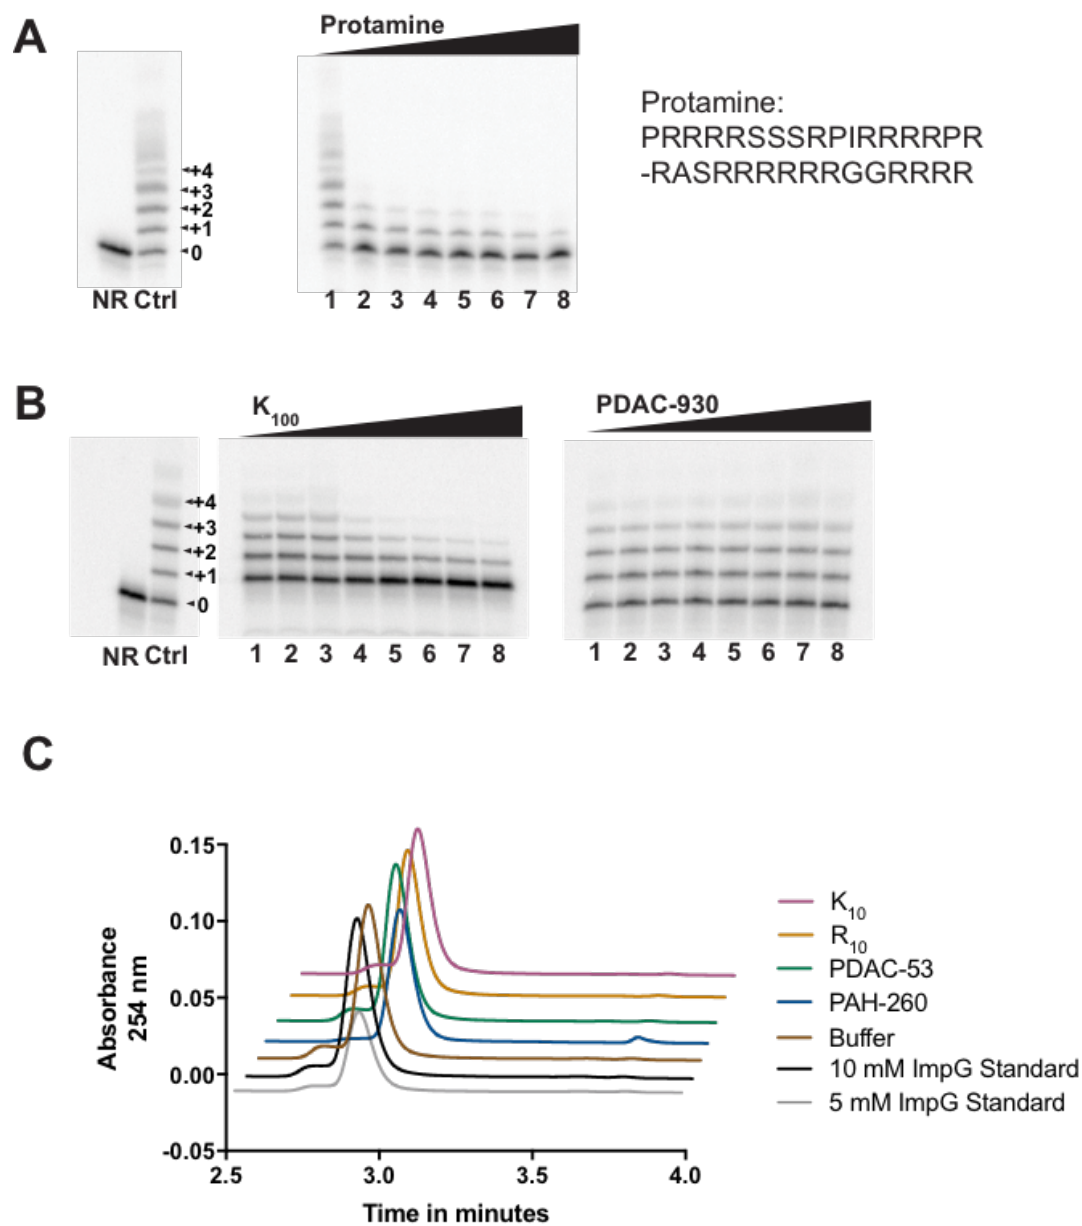 A
Protamine
+4
+3
+2
+1
0
NR Ctrl
1 2 3 4 5 6 7 8
Protamine:
PRRRRSSSRPIRRRRPR
-RASRRRRRRGGRRRR
B
K100
PDAC-930
+4
+3
+2
+1
0
NR Ctrl
1 2 3 4 5 6 7 8
1 2 3 4 5 6 7 8
C
Absorbance
254 nm
0.15
0.10
0.05
0.00
-0.05
2.5 3.0 3.5 4.0
Time in minutes
K10
R10
PDAC-53
PAH-260
Buffer
10 mM ImpG Standard
5 mM ImpG Standard